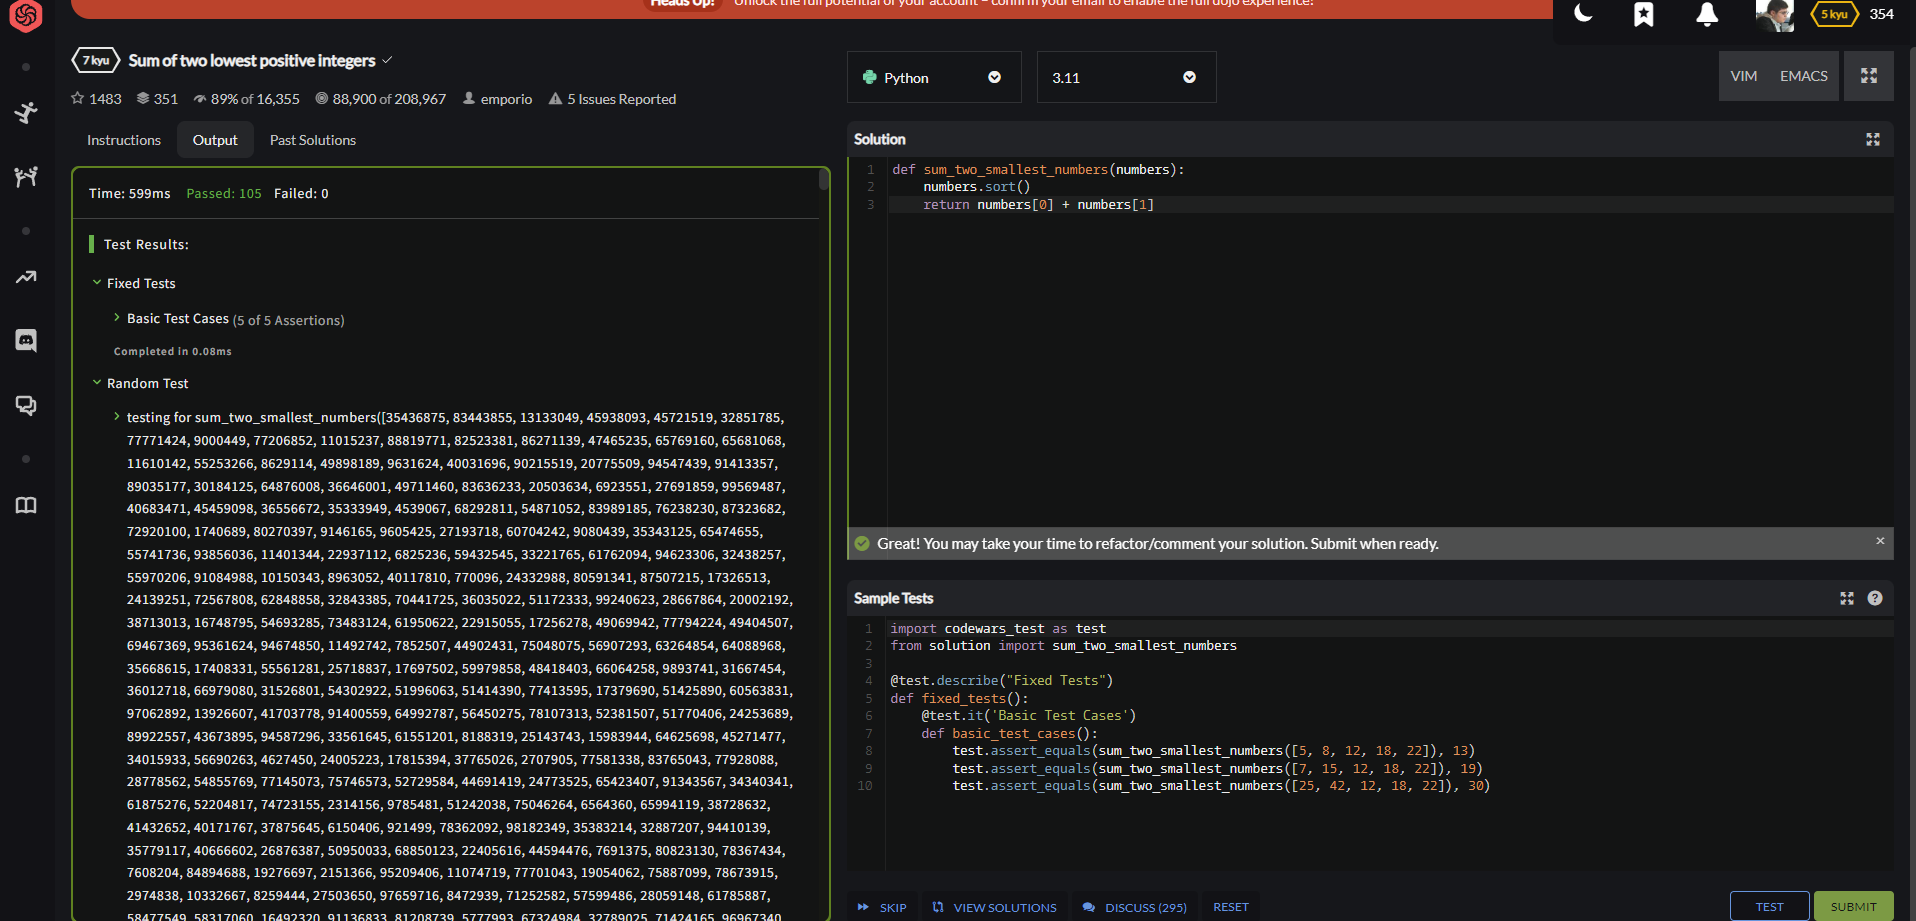 Heads Up! Unlock the full potential of your account – confirm your email to enable the full dojo experience!
5 kyu 354
7 kyu Sum of two lowest positive integers
1483 351 89% of 16,355 88,900 of 208,967 emporio 5 Issues Reported
Instructions Output Past Solutions
Time: 599ms Passed: 105 Failed: 0
Test Results:
Fixed Tests
Basic Test Cases (5 of 5 Assertions)
Completed in 0.08ms
Random Test
testing for sum_two_smallest_numbers([35436875, 83443855, 13133049, 45938093, 45721519, 32851785,
77771424, 9000449, 77206852, 11015237, 88819771, 82523381, 86271139, 47465235, 65769160, 65681068,
11610142, 55253266, 8629114, 49898189, 9631624, 40031696, 90215519, 20775509, 94547439, 91413357,
89035177, 30184125, 64876008, 36646001, 49711460, 83636233, 20503634, 6923551, 27691859, 99569487,
40683471, 45459098, 36556672, 35333949, 4539067, 68292811, 54871052, 83989185, 76238230, 87323682,
72920100, 1740689, 80270397, 9146165, 9605425, 27193718, 60704242, 9080439, 35343125, 65474655,
55741736, 93856036, 11401344, 22937112, 6825236, 59432545, 33221765, 61762094, 94623306, 32438257,
55970206, 91084988, 10150343, 8963052, 40117810, 770096, 24332988, 80591341, 87507215, 17326513,
24139251, 72567808, 62848858, 32843385, 70441725, 36035022, 51172333, 99240623, 28667864, 20002192,
38713013, 16748795, 54693285, 73483124, 61950622, 22915055, 17256278, 49069942, 77794224, 49404507,
69467369, 95361624, 94674850, 11492742, 7852507, 44902431, 75048075, 56907293, 63264854, 64088968,
35668615, 17408331, 55561281, 25718837, 17697502, 59979858, 48418403, 66064258, 9893741, 31667454,
36012718, 66979080, 31526801, 54302922, 51996063, 51414390, 77413595, 17379690, 51425890, 60563831,
97062892, 13926607, 41703778, 91400559, 64992787, 56450275, 78107313, 52381507, 51770406, 24253689,
89922557, 43673895, 94587296, 33561645, 61551201, 8188319, 25143743, 15983944, 64625698, 45271477,
34015933, 56690263, 4627450, 24005223, 17815394, 37765026, 2707905, 77581338, 83765043, 77928088,
28778562, 54855769, 77145073, 75746573, 52729584, 44691419, 24773525, 65423407, 91343567, 34340341,
61875276, 52204817, 74723155, 2314156, 9785481, 51242038, 75046264, 6564360, 65994119, 38728632,
41432652, 40171767, 37875645, 6150406, 921499, 78362092, 98182349, 35383214, 32887207, 94410139,
35779117, 40666602, 26876387, 50950033, 68850123, 22405616, 44594476, 7691375, 80823130, 78367434,
7608204, 84894688, 19276697, 2151366, 95209406, 11074719, 77701043, 19054062, 75887099, 78673915,
2974838, 10332667, 8259444, 27503650, 97659716, 8472939, 71252582, 57599486, 28059148, 61785887,
58477549, 58317060, 16492320, 91136833, 81208739, 5777993, 67324984, 32789025, 71424165, 96967340
Python 3.11 VIM EMACS
Solution
1 def sum_two_smallest_numbers(numbers):
2 numbers.sort()
3 return numbers[0] + numbers[1]
Great! You may take your time to refactor/comment your solution. Submit when ready.
Sample Tests
1 import codewars_test as test
2 from solution import sum_two_smallest_numbers
3
4 @test.describe("Fixed Tests")
5 def fixed_tests():
6 @test.it('Basic Test Cases')
7 def basic_test_cases():
8 test.assert_equals(sum_two_smallest_numbers([5, 8, 12, 18, 22]), 13)
9 test.assert_equals(sum_two_smallest_numbers([7, 15, 12, 18, 22]), 19)
10 test.assert_equals(sum_two_smallest_numbers([25, 42, 12, 18, 22]), 30)
SKIP VIEW SOLUTIONS DISCUSS (295) RESET TEST SUBMIT